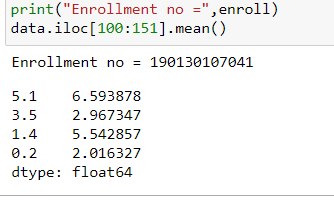 print("Enrollment no =",enroll)
data.iloc[100:151].mean()
Enrollment no = 190130107041
5.1    6.593878
3.5    2.967347
1.4    5.542857
0.2    2.016327
dtype: float64